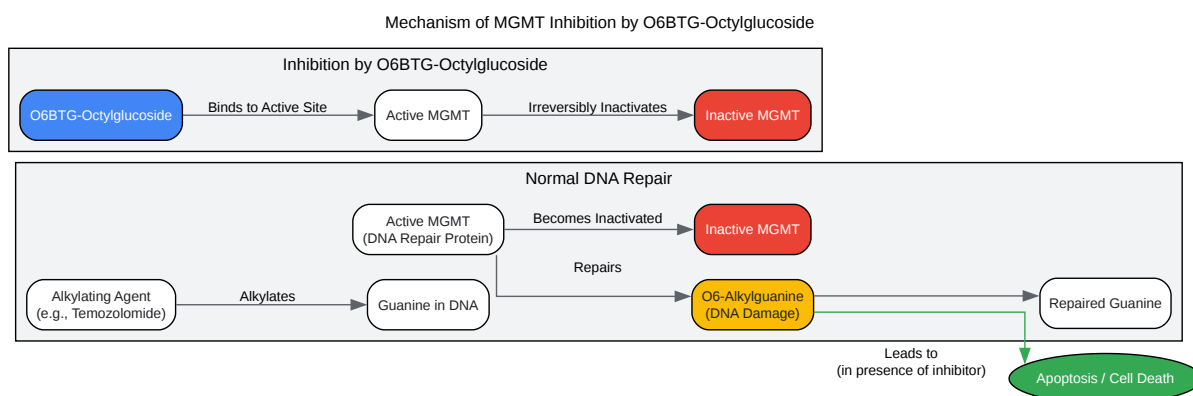 Mechanism of MGMT Inhibition by O6BTG-Octylglucoside
Inhibition by O6BTG-Octylglucoside
O6BTG-Octylglucoside
Binds to Active Site
Active MGMT
Irreversibly Inactivates
Inactive MGMT
Normal DNA Repair
Active MGMT
(DNA Repair Protein)
Becomes Inactivated
Inactive MGMT
Repairs
Alkylating Agent
(e.g., Temozolomide)
Alkylates
Guanine in DNA
O6-Alkylguanine
(DNA Damage)
Repaired Guanine
Leads to
(in presence of inhibitor)
Apoptosis / Cell Death